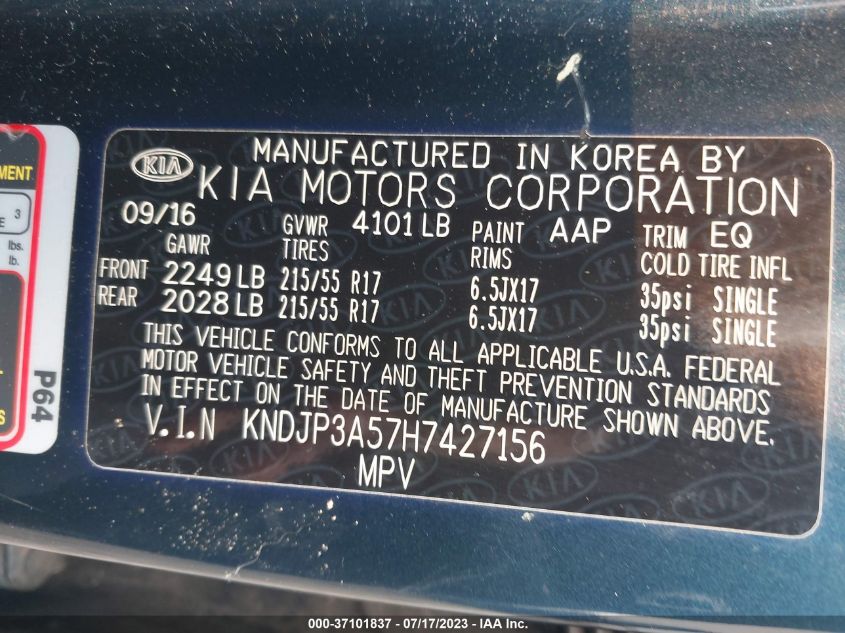 MENT
3
E
lbs.
lbs.
P64
S
KIA
MANUFACTURED IN KOREA BY
KIA MOTORS CORPORATION
09/16 GVWR 4101 LB PAINT AAP TRIM EQ
GAWR TIRES RIMS COLD TIRE INFL
FRONT 2249 LB 215/55 R17 6.5JX17 35psi SINGLE
REAR 2028 LB 215/55 R17 6.5JX17 35psi SINGLE
THIS VEHICLE CONFORMS TO ALL APPLICABLE U.S.A. FEDERAL
MOTOR VEHICLE SAFETY AND THEFT PREVENTION STANDARDS
IN EFFECT ON THE DATE OF MANUFACTURE SHOWN ABOVE.
V.I.N KNDJP3A57H7427156
MPV
000-37101837 / 07/17/2023 - IAA Inc.